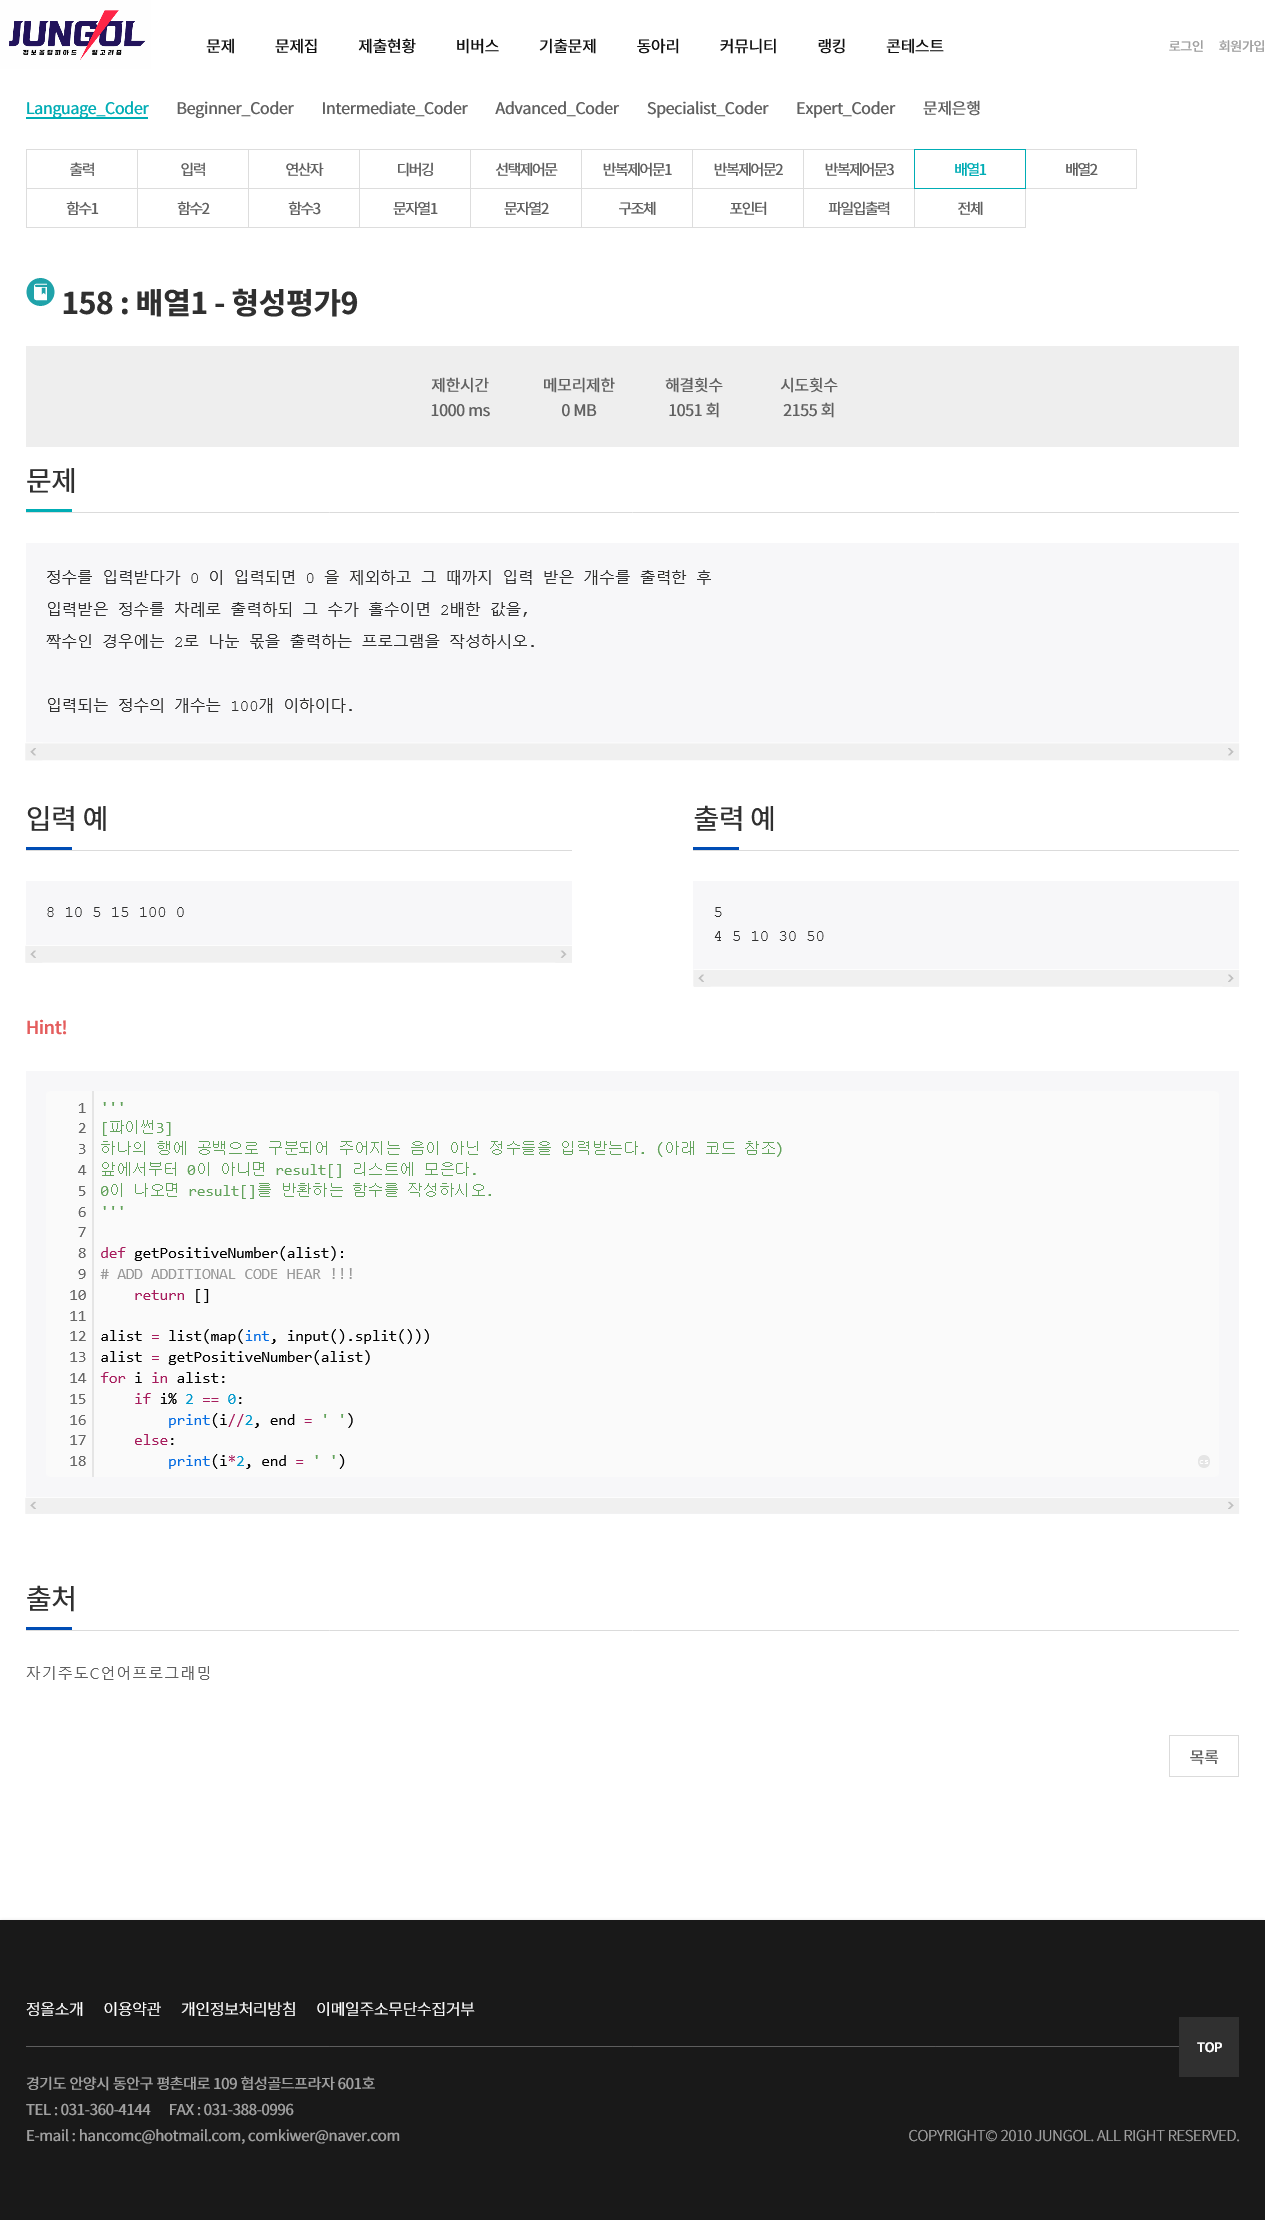 JUNGOL
정보올림피아드 알고리즘
문제 문제집 제출현황 비버스 기출문제 동아리 커뮤니티 랭킹 콘테스트 로그인 회원가입
Language_Coder Beginner_Coder Intermediate_Coder Advanced_Coder Specialist_Coder Expert_Coder 문제은행
출력 입력 연산자 디버깅 선택제어문 반복제어문1 반복제어문2 반복제어문3 배열1 배열2
함수1 함수2 함수3 문자열1 문자열2 구조체 포인터 파일입출력 전체
158 : 배열1 - 형성평가9
제한시간 메모리제한 해결횟수 시도횟수
1000 ms 0 MB 1051 회 2155 회
문제
정수를 입력받다가 0 이 입력되면 0 을 제외하고 그 때까지 입력 받은 개수를 출력한 후
입력받은 정수를 차례로 출력하되 그 수가 홀수이면 2배한 값을,
짝수인 경우에는 2로 나눈 몫을 출력하는 프로그램을 작성하시오.
입력되는 정수의 개수는 100개 이하이다.
입력 예
8 10 5 15 100 0
출력 예
5
4 5 10 30 50
Hint!
1 '''
2 [파이썬3]
3 하나의 행에 공백으로 구분되어 주어지는 음이 아닌 정수들을 입력받는다. (아래 코드 참조)
4 앞에서부터 0이 아니면 result[] 리스트에 모은다.
5 0이 나오면 result[]를 반환하는 함수를 작성하시오.
6 '''
7
8 def getPositiveNumber(alist):
9 # ADD ADDITIONAL CODE HEAR !!!
10     return []
11
12 alist = list(map(int, input().split()))
13 alist = getPositiveNumber(alist)
14 for i in alist:
15     if i% 2 == 0:
16         print(i//2, end = ' ')
17     else:
18         print(i*2, end = ' ')
출처
자기주도C언어프로그래밍
목록
정올소개 이용약관 개인정보처리방침 이메일주소무단수집거부
TOP
경기도 안양시 동안구 평촌대로 109 협성골드프라자 601호
TEL : 031-360-4144 FAX : 031-388-0996
E-mail : hancomc@hotmail.com, comkiwer@naver.com
COPYRIGHT© 2010 JUNGOL. ALL RIGHT RESERVED.